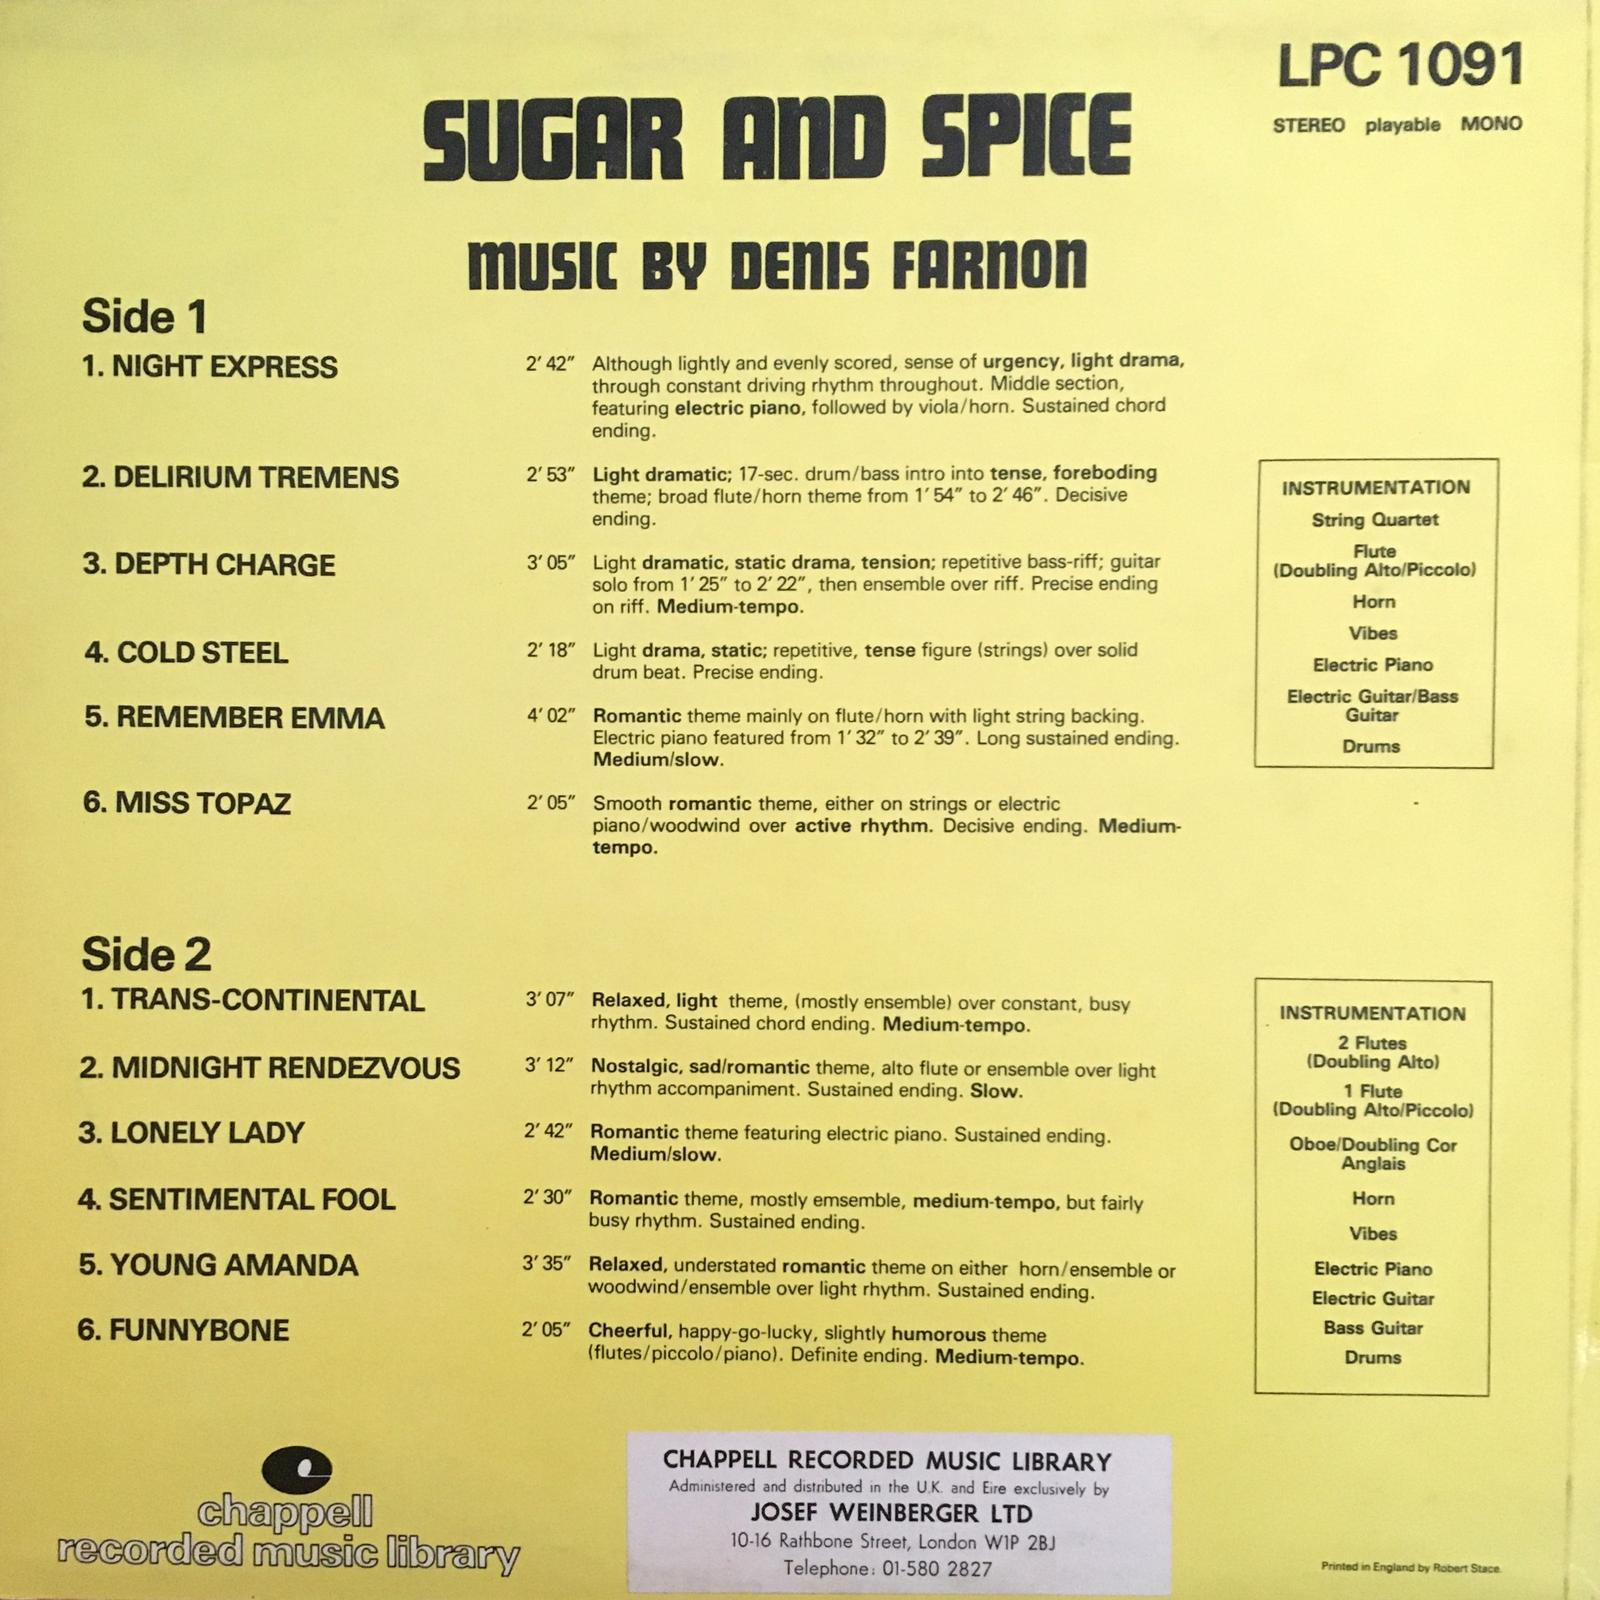 LPC 1091
STEREO playable MONO
SUGAR AND SPICE
MUSIC BY DENIS FARNON
Side 1
1. NIGHT EXPRESS 2′ 42″ Although lightly and evenly scored, sense of urgency, light drama,
through constant driving rhythm throughout. Middle section,
featuring electric piano, followed by viola/horn. Sustained chord
ending.
2. DELIRIUM TREMENS 2′ 53″ Light dramatic; 17-sec. drum/bass intro into tense, foreboding
theme; broad flute/horn theme from 1′ 54″ to 2′ 46″. Decisive
ending.
3. DEPTH CHARGE 3′ 05″ Light dramatic, static drama, tension; repetitive bass-riff; guitar
solo from 1′ 25″ to 2′ 22″, then ensemble over riff. Precise ending
on riff. Medium-tempo.
4. COLD STEEL 2′ 18″ Light drama, static; repetitive, tense figure (strings) over solid
drum beat. Precise ending.
5. REMEMBER EMMA 4′ 02″ Romantic theme mainly on flute/horn with light string backing.
Electric piano featured from 1′ 32″ to 2′ 39″. Long sustained ending.
Medium/slow.
6. MISS TOPAZ 2′ 05″ Smooth romantic theme, either on strings or electric
piano/woodwind over active rhythm. Decisive ending. Medium-
tempo.
INSTRUMENTATION
String Quartet
Flute
(Doubling Alto/Piccolo)
Horn
Vibes
Electric Piano
Electric Guitar/Bass
Guitar
Drums
Side 2
1. TRANS-CONTINENTAL 3′ 07″ Relaxed, light theme, (mostly ensemble) over constant, busy
rhythm. Sustained chord ending. Medium-tempo.
2. MIDNIGHT RENDEZVOUS 3′ 12″ Nostalgic, sad/romantic theme, alto flute or ensemble over light
rhythm accompaniment. Sustained ending. Slow.
3. LONELY LADY 2′ 42″ Romantic theme featuring electric piano. Sustained ending.
Medium/slow.
4. SENTIMENTAL FOOL 2′ 30″ Romantic theme, mostly emsemble, medium-tempo, but fairly
busy rhythm. Sustained ending.
5. YOUNG AMANDA 3′ 35″ Relaxed, understated romantic theme on either horn/ensemble or
woodwind/ensemble over light rhythm. Sustained ending.
6. FUNNYBONE 2′ 05″ Cheerful, happy-go-lucky, slightly humorous theme
(flutes/piccolo/piano). Definite ending. Medium-tempo.
INSTRUMENTATION
2 Flutes
(Doubling Alto)
1 Flute
(Doubling Alto/Piccolo)
Oboe/Doubling Cor
Anglais
Horn
Vibes
Electric Piano
Electric Guitar
Bass Guitar
Drums
chappell
recorded music library
CHAPPELL RECORDED MUSIC LIBRARY
Administered and distributed in the U.K. and Eire exclusively by
JOSEF WEINBERGER LTD
10-16 Rathbone Street, London W1P 2BJ
Telephone: 01-580 2827
Printed in England by Robert Stace.